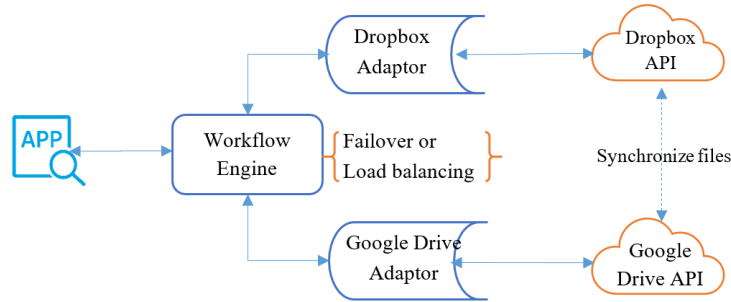 Dropbox
Adaptor
Dropbox
API
APP
Workflow
Engine
Failover or
Load balancing
Synchronize files
Google Drive
Adaptor
Google
Drive API